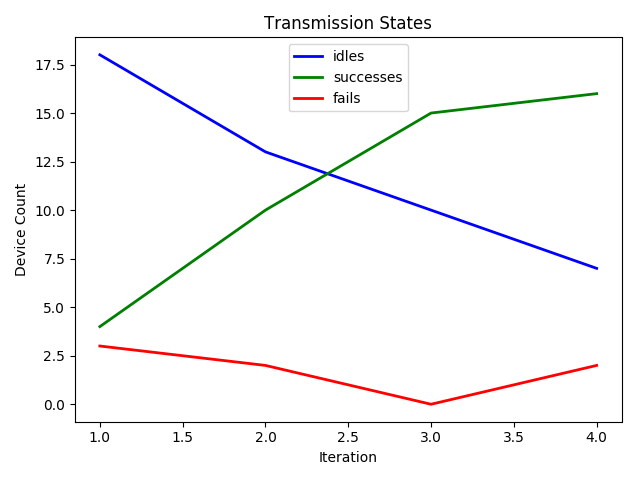 Transmission States
idles
successes
fails
Device Count
17.5
15.0
12.5
10.0
7.5
5.0
2.5
0.0
1.0 1.5 2.0 2.5 3.0 3.5 4.0
Iteration